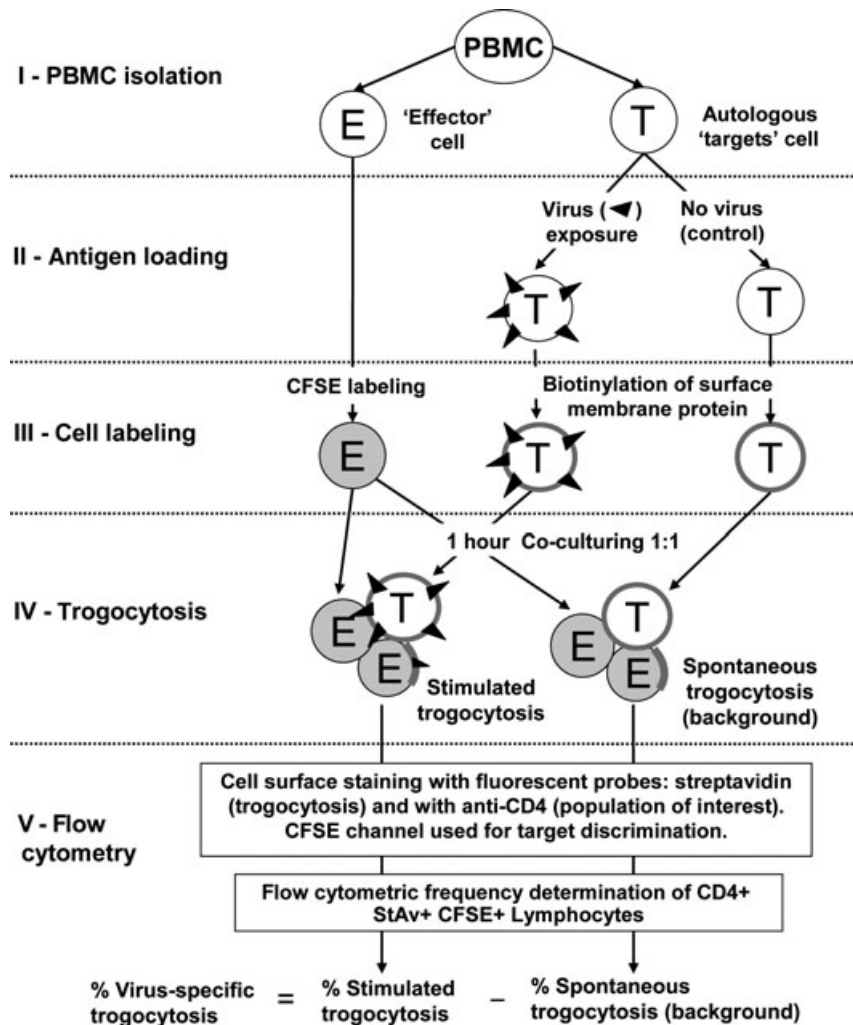 PBMC
I - PBMC isolation
E
'Effector'
cell
T
Autologous
'targets' cell
Virus ( )
exposure
No virus
(control)
II - Antigen loading
T
T
CFSE labeling
Biotinylation of surface
membrane protein
III - Cell labeling
E
T
T
1 hour Co-culturing 1:1
IV - Trogocytosis
E
T
E
Stimulated
trogocytosis
E
T
E
Spontaneous
trogocytosis
(background)
V - Flow
cytometry
Cell surface staining with fluorescent probes: streptavidin
(trogocytosis) and with anti-CD4 (population of interest).
CFSE channel used for target discrimination.
Flow cytometric frequency determination of CD4+
StAv+ CFSE+ Lymphocytes
% Virus-specific
trogocytosis
=
% Stimulated
trogocytosis
–
% Spontaneous
trogocytosis (background)